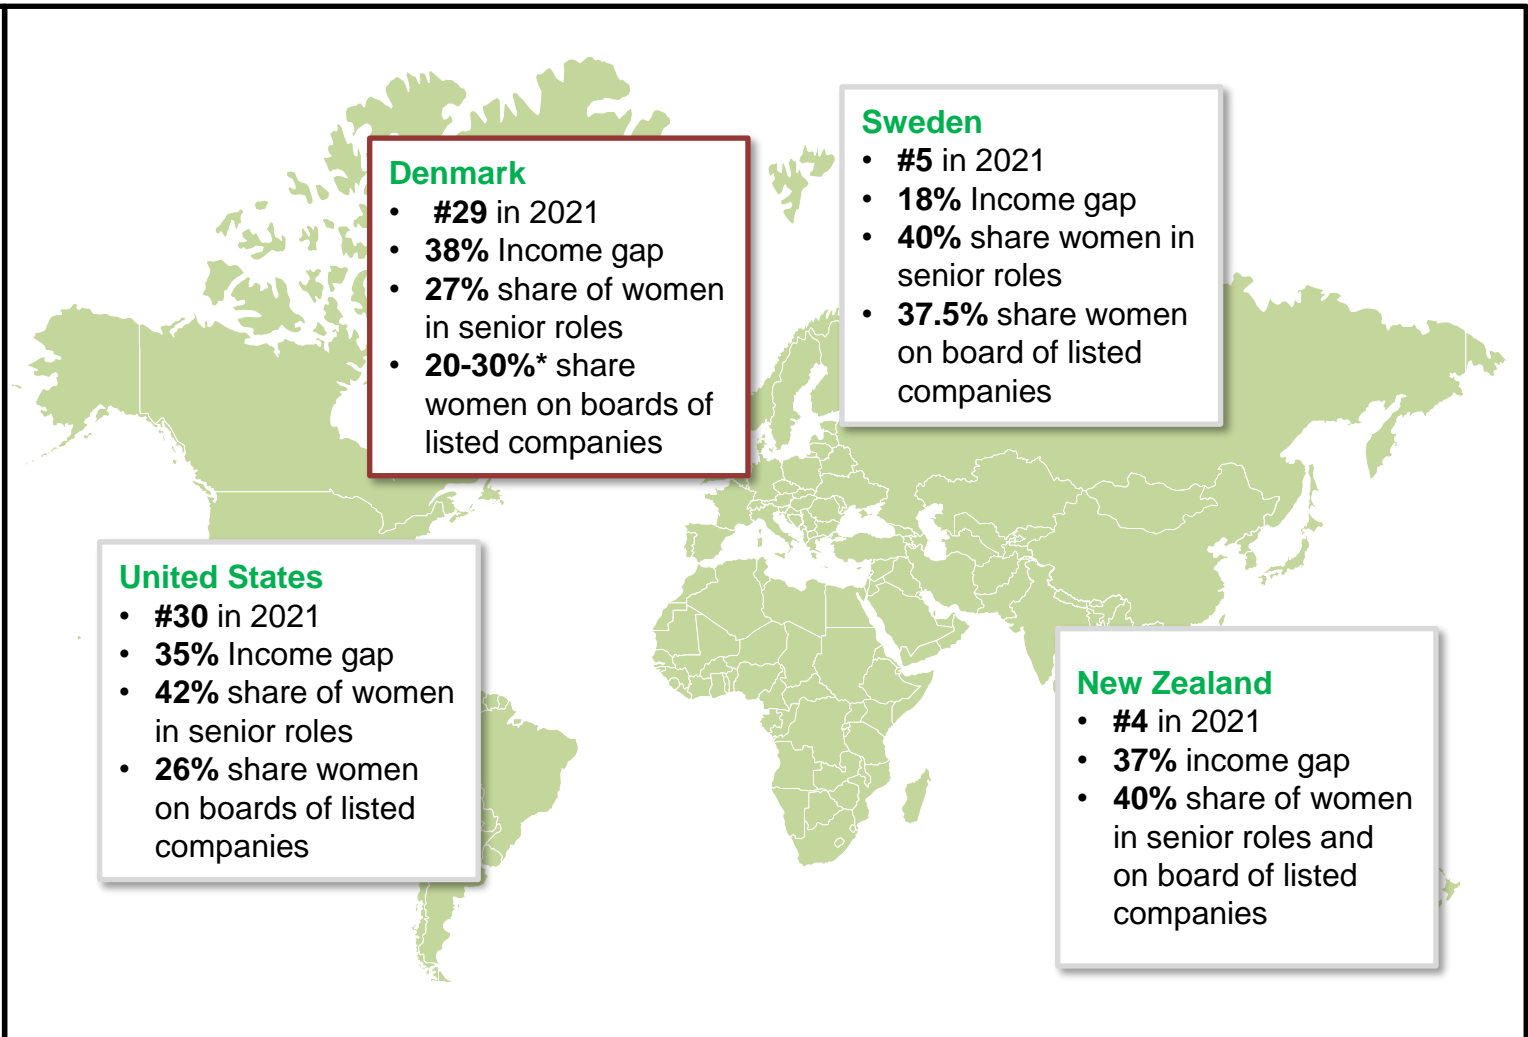 Denmark
• #29 in 2021
• 38% Income gap
• 27% share of women
in senior roles
• 20-30%* share
women on boards of
listed companies
Sweden
• #5 in 2021
• 18% Income gap
• 40% share women in
senior roles
• 37.5% share women
on board of listed
companies
United States
• #30 in 2021
• 35% Income gap
• 42% share of women
in senior roles
• 26% share women
on boards of listed
companies
New Zealand
• #4 in 2021
• 37% income gap
• 40% share of women
in senior roles and
on board of listed
companies